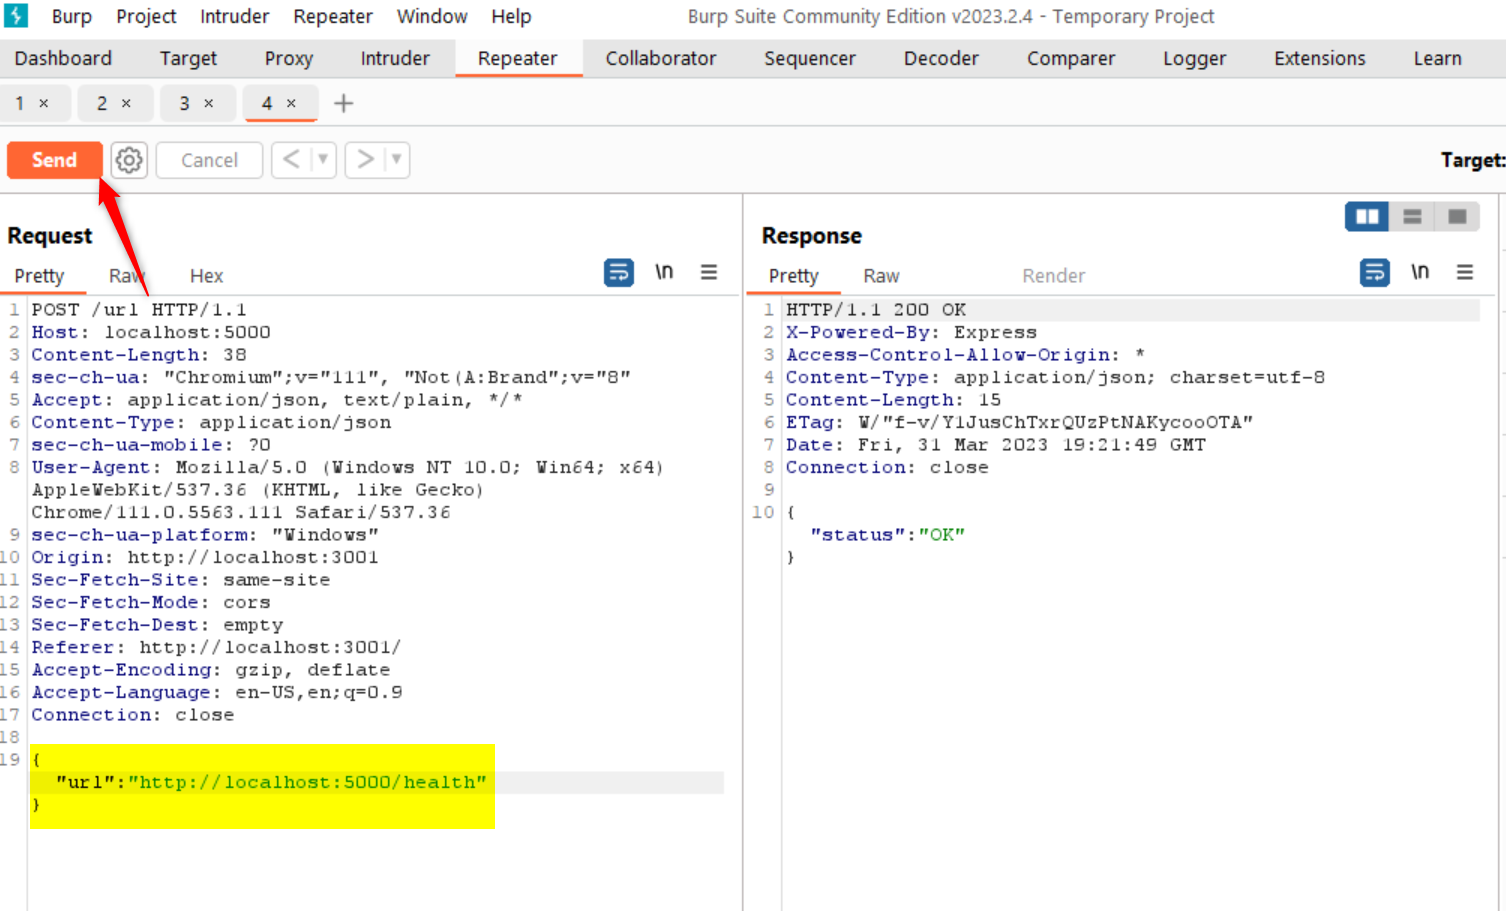 Burp Project Intruder Repeater Window Help Burp Suite Community Edition v2023.2.4 - Temporary Project
Dashboard Target Proxy Intruder Repeater Collaborator Sequencer Decoder Comparer Logger Extensions Learn
1 × 2 × 3 × 4 × +
Send Cancel < > Target:
Request
Pretty Raw Hex \n
1 POST /url HTTP/1.1
2 Host: localhost:5000
3 Content-Length: 38
4 sec-ch-ua: "Chromium";v="111", "Not(A:Brand";v="8"
5 Accept: application/json, text/plain, */*
6 Content-Type: application/json
7 sec-ch-ua-mobile: ?0
8 User-Agent: Mozilla/5.0 (Windows NT 10.0; Win64; x64)
AppleWebKit/537.36 (KHTML, like Gecko)
Chrome/111.0.5563.111 Safari/537.36
9 sec-ch-ua-platform: "Windows"
10 Origin: http://localhost:3001
11 Sec-Fetch-Site: same-site
12 Sec-Fetch-Mode: cors
13 Sec-Fetch-Dest: empty
14 Referer: http://localhost:3001/
15 Accept-Encoding: gzip, deflate
16 Accept-Language: en-US,en;q=0.9
17 Connection: close
18
19 {
"url":"http://localhost:5000/health"
}
Response
Pretty Raw Render \n
1 HTTP/1.1 200 OK
2 X-Powered-By: Express
3 Access-Control-Allow-Origin: *
4 Content-Type: application/json; charset=utf-8
5 Content-Length: 15
6 ETag: W/"f-v/Y1JusChTxrQUzPtNAKycooOTA"
7 Date: Fri, 31 Mar 2023 19:21:49 GMT
8 Connection: close
9
10 {
"status":"OK"
}